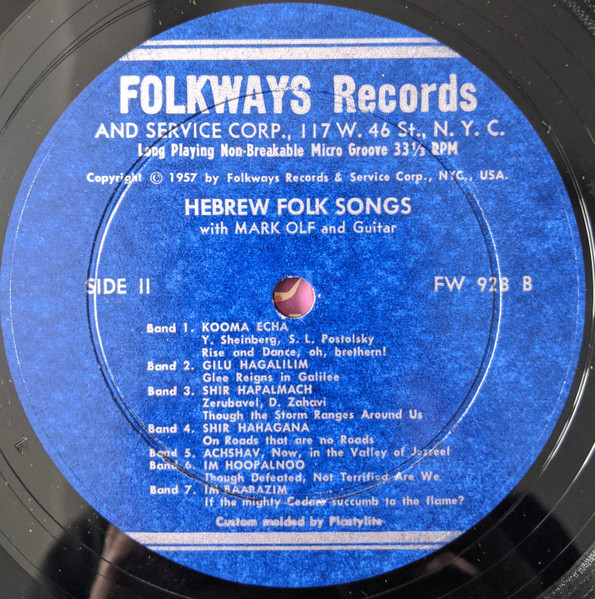 FOLKWAYS Records
AND SERVICE CORP., 117 W. 46 St., N. Y. C.
Long Playing Non-Breakable Micro Groove 33⅓ RPM
Copyright © 1957 by Folkways Records & Service Corp., NYC., USA.
HEBREW FOLK SONGS
with MARK OLF and Guitar
SIDE II
FW 928 B
Band 1. KOOMA ECHA
Y. Sheinberg, S. L. Postolsky
Rise and Dance, oh, brethern!
Band 2. GILU HAGALILIM
Glee Reigns in Galilee
Band 3. SHIR HAPALMACH
Zerubavel, D. Zahavi
Though the Storm Ranges Around Us
Band 4. SHIR HAHAGANA
On Roads that are no Roads
Band 5. ACHSHAV, Now, in the Valley of Jezreel
Band 6. IM HOOPALNOO
Though Defeated, Not Terrified Are We
Band 7. IM BAARAZIM
If the mighty Cedars succumb to the flame?
Custom molded by Plastylite